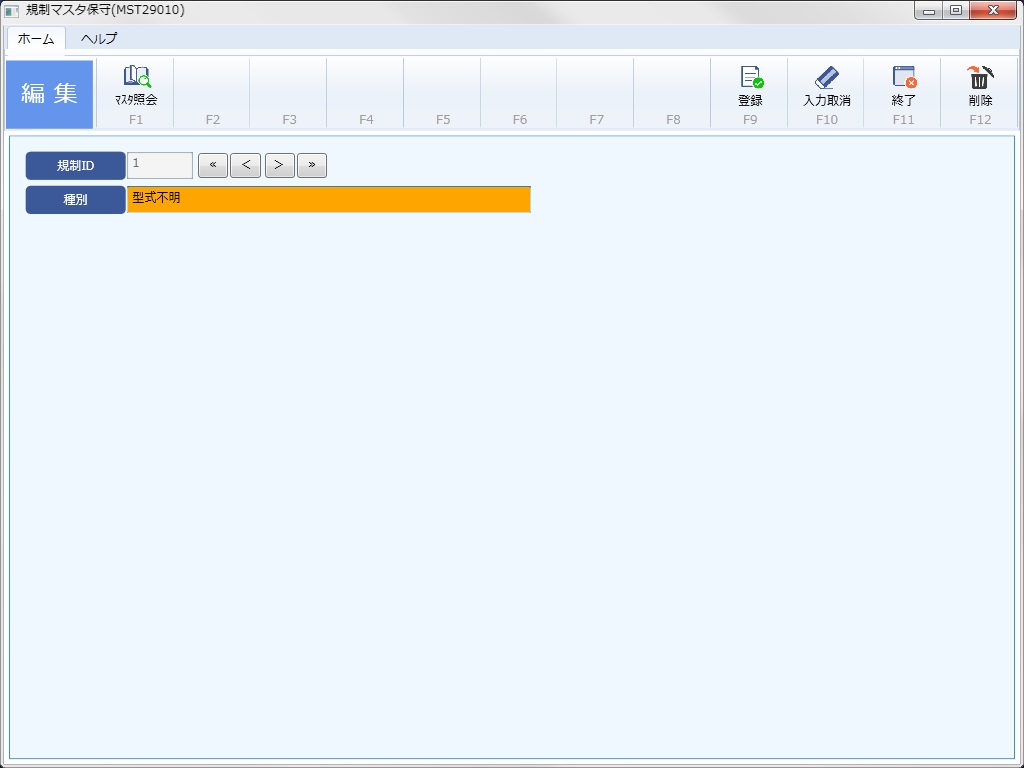 規制マスタ保守(MST29010)
ホーム ヘルプ
編集
ﾏｽﾀ照会 登録 入力取消 終了 削除
F1 F2 F3 F4 F5 F6 F7 F8 F9 F10 F11 F12
規制ID 1 « < > »
種別 型式不明